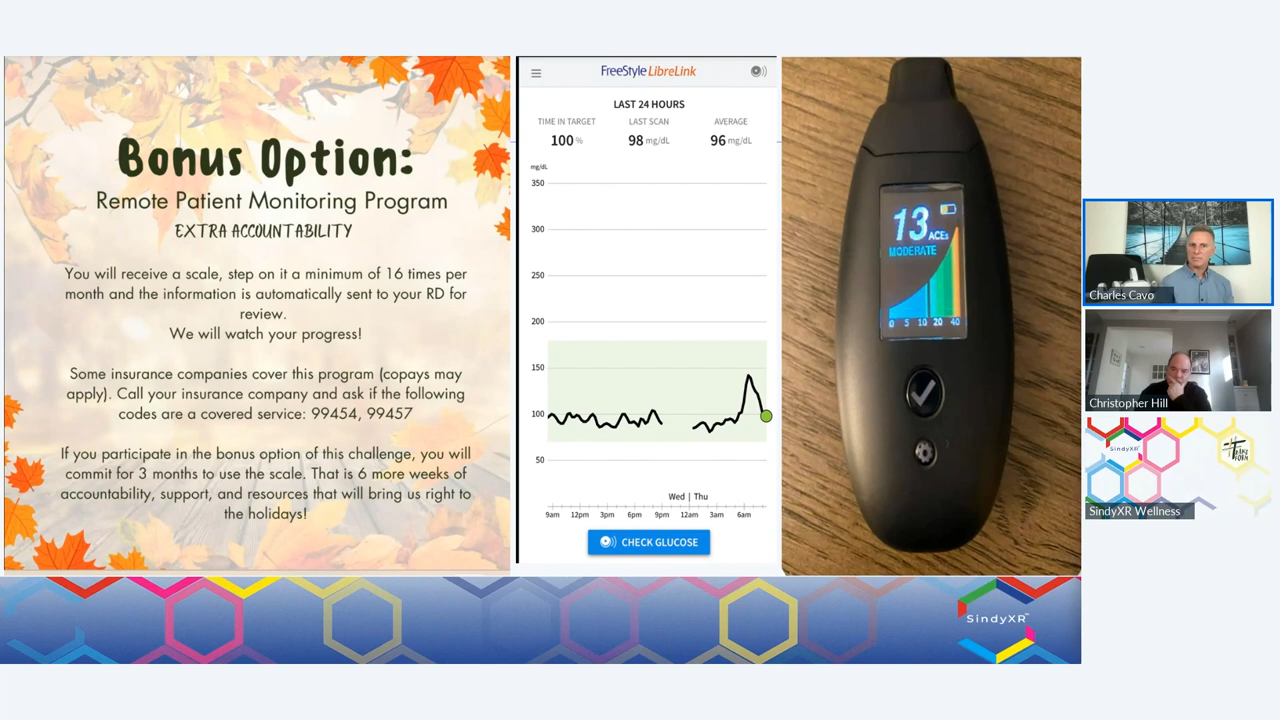 Bonus Option:
Remote Patient Monitoring Program
EXTRA ACCOUNTABILITY
You will receive a scale, step on it a minimum of 16 times per
month and the information is automatically sent to your RD for
review.
We will watch your progress!
Some insurance companies cover this program (copays may
apply). Call your insurance company and ask if the following
codes are a covered service: 99454, 99457
If you participate in the bonus option of this challenge, you will
commit for 3 months to use the scale. That is 6 more weeks of
accountability, support, and resources that will bring us right to
the holidays!
FreeStyle LibreLink
LAST 24 HOURS
TIME IN TARGET LAST SCAN AVERAGE
100 % 98 mg/dL 96 mg/dL
mg/dL
350
300
250
200
150
100
50
Wed | Thu
9am 12pm 3pm 6pm 9pm 12am 3am 6am
CHECK GLUCOSE
13 ACEs
MODERATE
0 5 10 20 40
SindyXR™
Charles Cavo
Christopher Hill
SindyXR
SindyXR Wellness